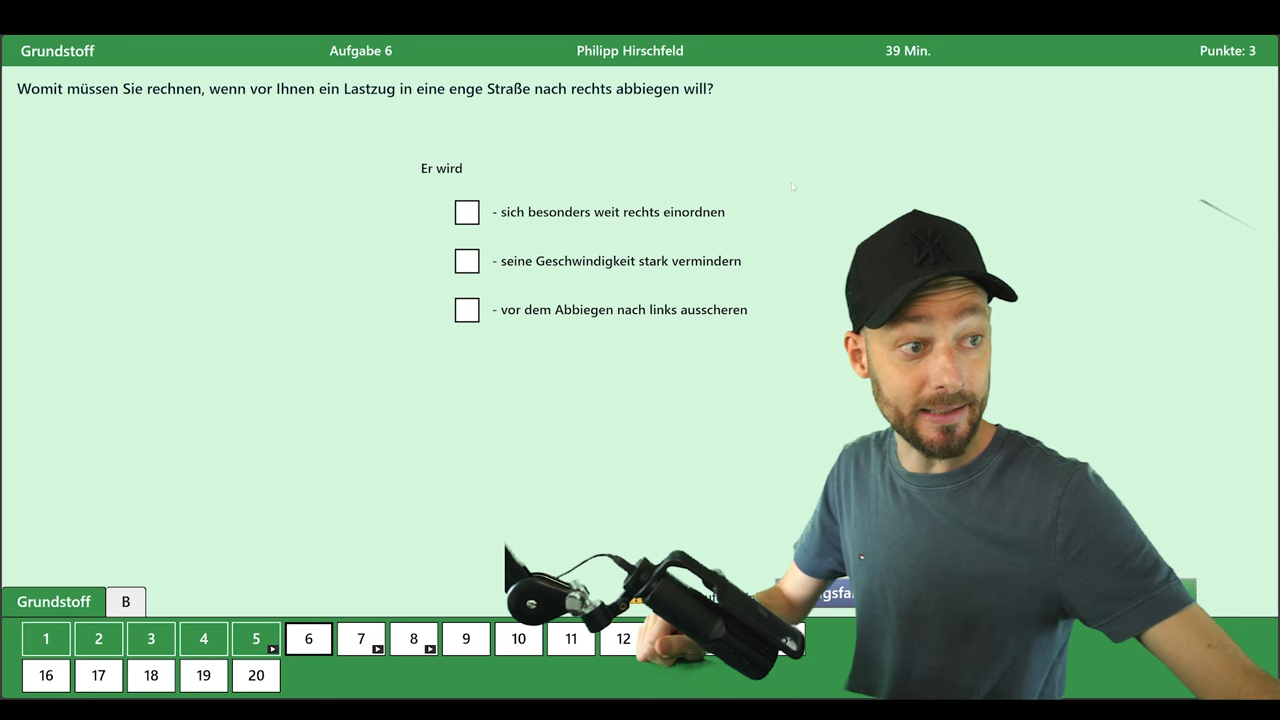 Grundstoff Aufgabe 6 Philipp Hirschfeld 39 Min. Punkte: 3
Womit müssen Sie rechnen, wenn vor Ihnen ein Lastzug in eine enge Straße nach rechts abbiegen will?
Er wird
- sich besonders weit rechts einordnen
- seine Geschwindigkeit stark vermindern
- vor dem Abbiegen nach links ausscheren
Grundstoff B
1 2 3 4 5 6 7 8 9 10 11 12
16 17 18 19 20